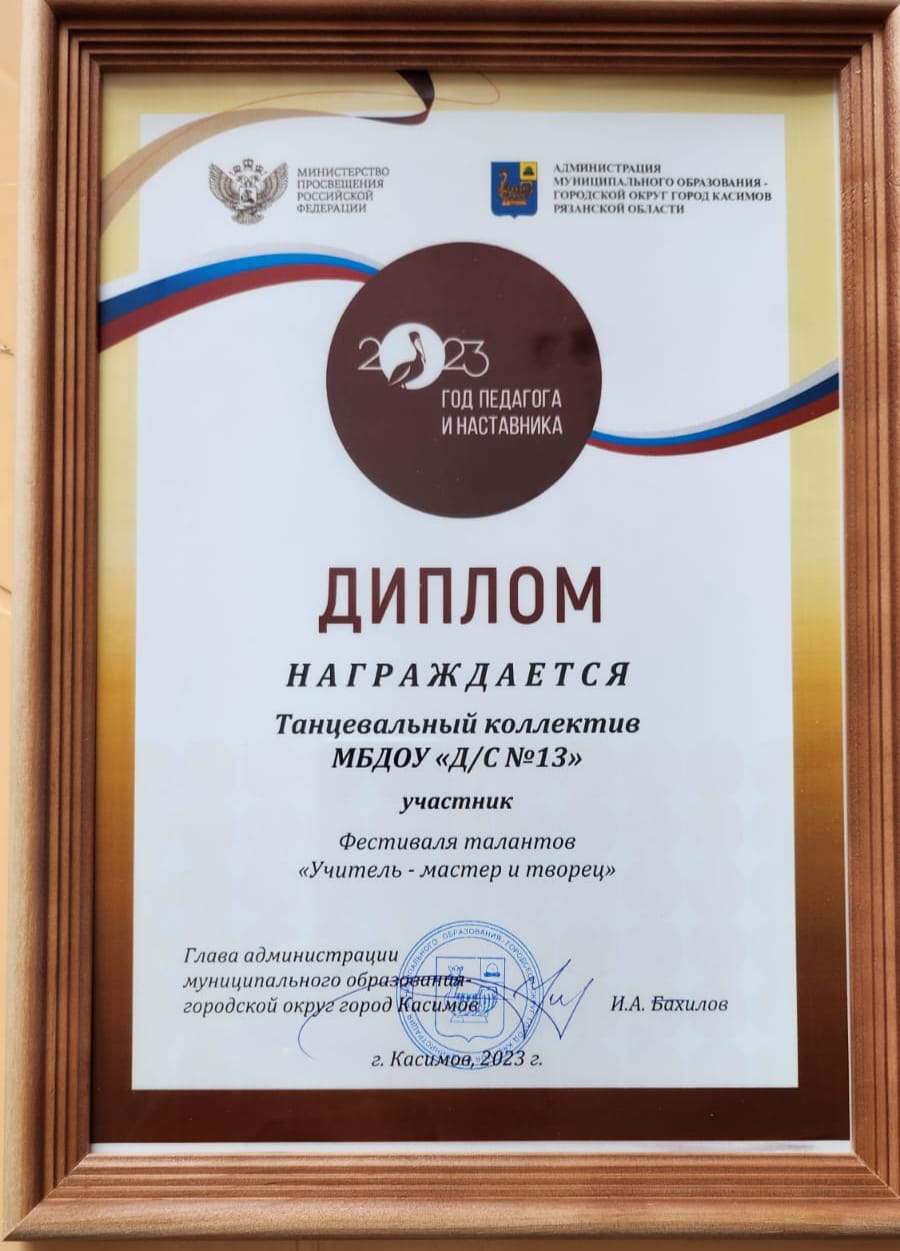 МИНИСТЕРСТВО
ПРОСВЕЩЕНИЯ
РОССИЙСКОЙ
ФЕДЕРАЦИИ
АДМИНИСТРАЦИЯ
МУНИЦИПАЛЬНОГО ОБРАЗОВАНИЯ -
ГОРОДСКОЙ ОКРУГ ГОРОД КАСИМОВ
РЯЗАНСКОЙ ОБЛАСТИ
2023
ГОД ПЕДАГОГА
И НАСТАВНИКА
ДИПЛОМ
НАГРАЖДАЕТСЯ
Танцевальный коллектив
МБДОУ «Д/С №13»
участник
Фестиваля талантов
«Учитель - мастер и творец»
Глава администрации
муниципального образования-
городской округ город Касимов
И.А. Бахилов
г. Касимов, 2023 г.